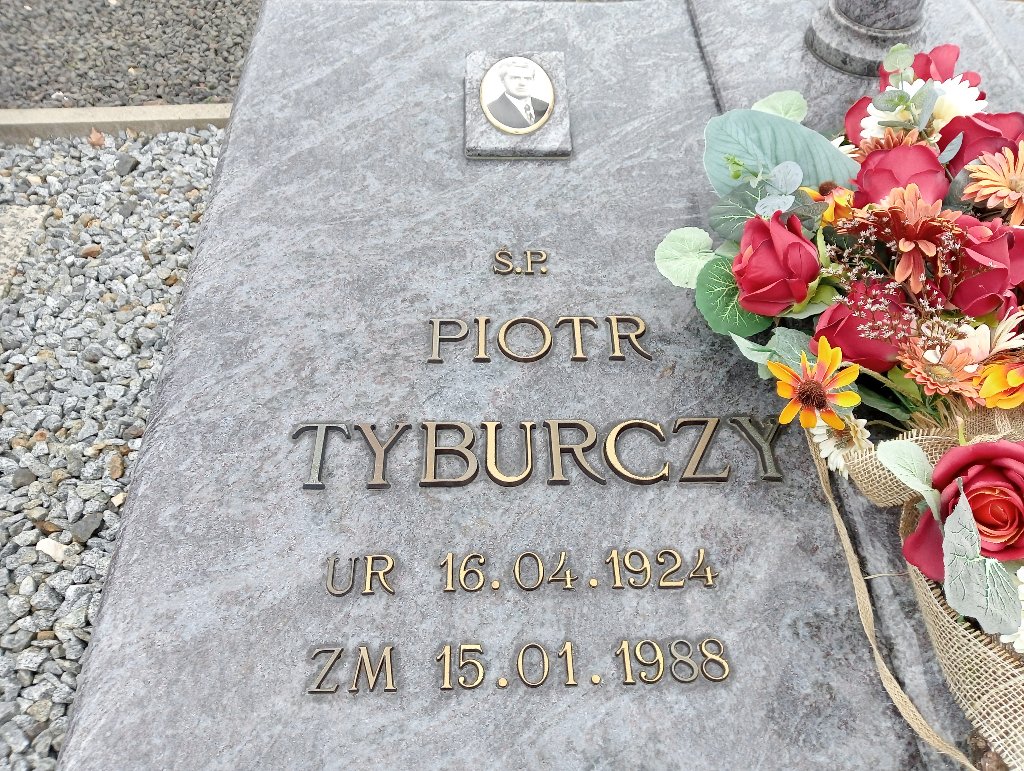 Ś.P.
PIOTR
TYBURCZY
UR 16.04.1924
ZM 15.01.1988